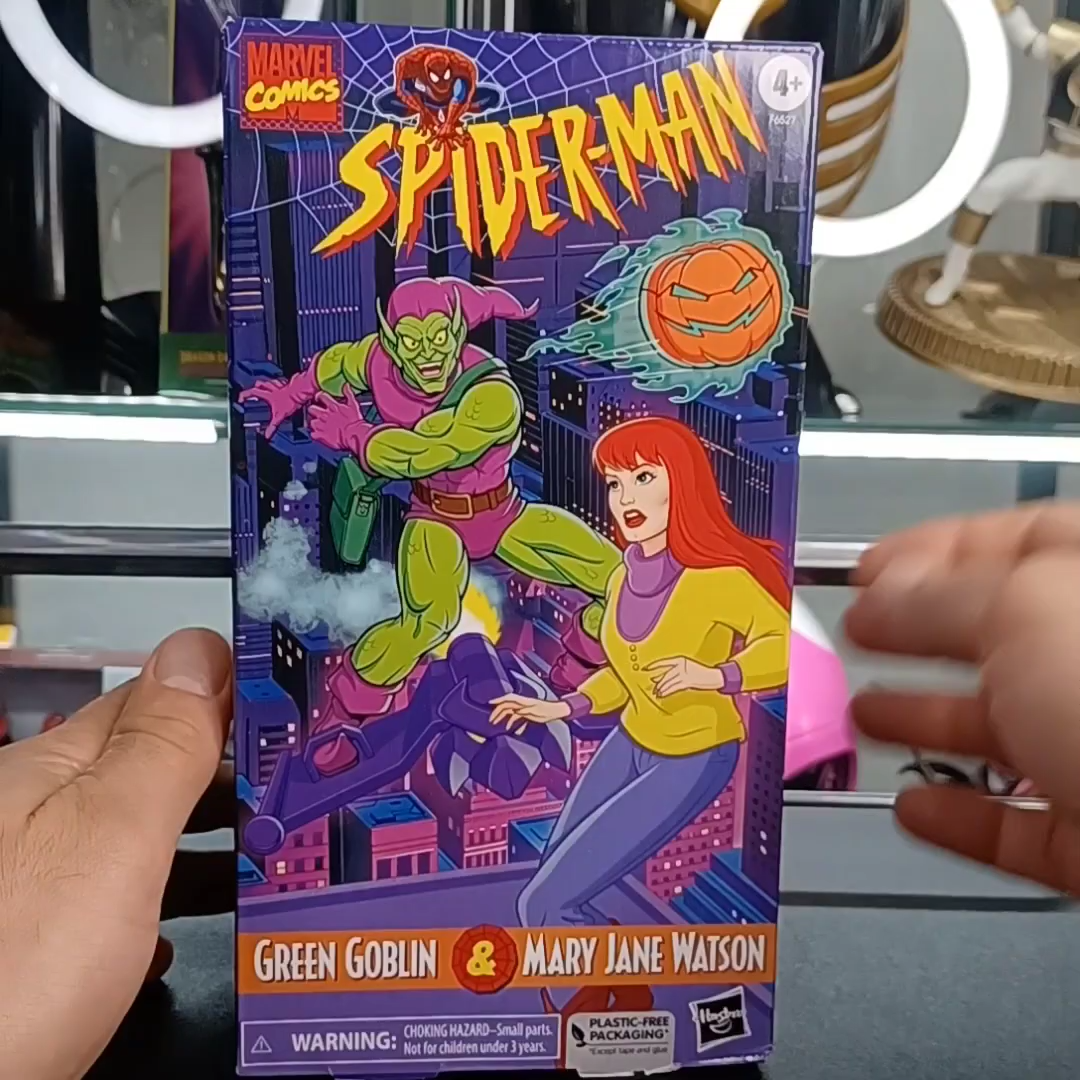 MARVEL
COMICS
SPIDER-MAN
4+
76527
GREEN GOBLIN & MARY JANE WATSON
WARNING: CHOKING HAZARD–Small parts.
Not for children under 3 years.
PLASTIC-FREE
PACKAGING*
*Except tape and glue
Hasbro